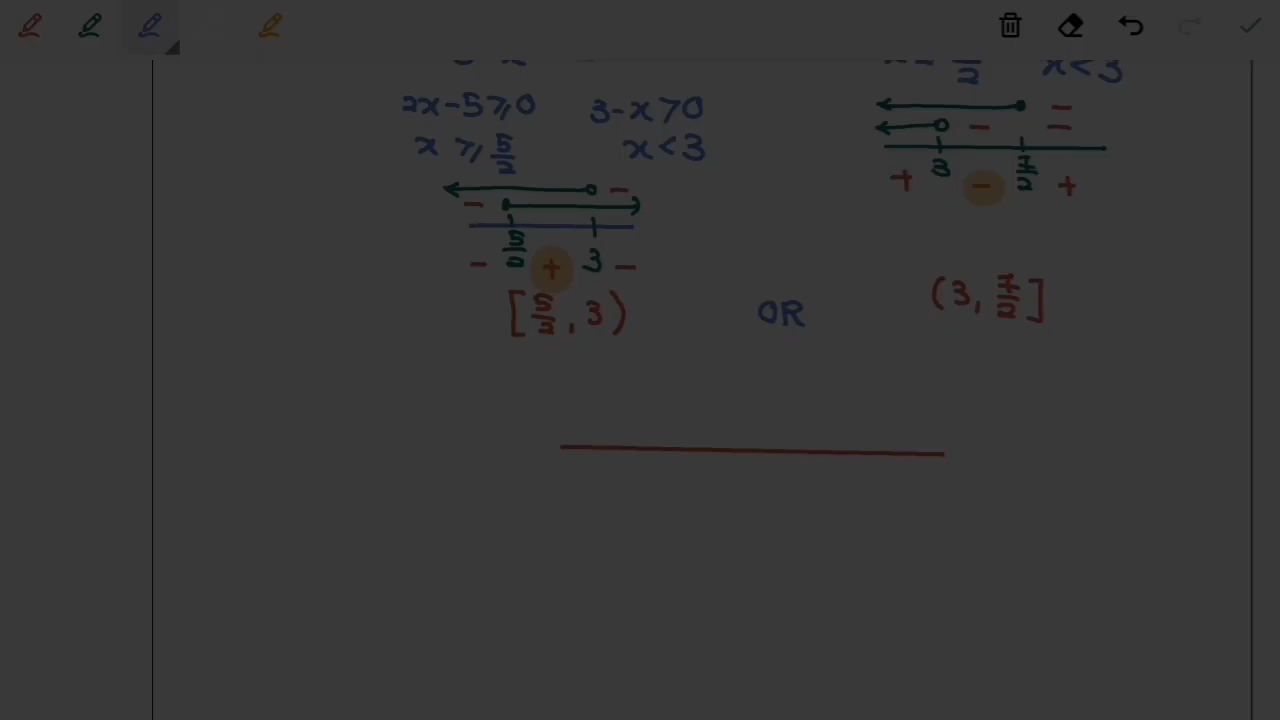 2x-5⩾0 3-x>0
x ⩾ 5/2 x<3
x<3
-
- -
3 7/2
+ - +
-
-
5/2 3
- + -
[5/2, 3) OR (3, 7/2]